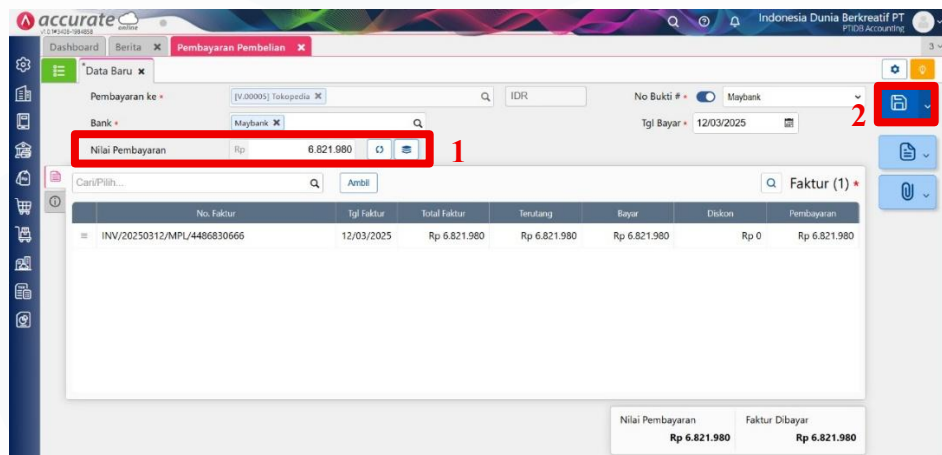 accurate online
Indonesia Dunia Berkreatif PT
PTIDB Accounting
Dashboard Berita Pembayaran Pembelian 3
*Data Baru
Pembayaran ke * [V.00005] Tokopedia IDR No Bukti # * Maybank
Bank * Maybank Tgl Bayar * 12/03/2025
Nilai Pembayaran Rp 6.821.980 1
2
Cari/Pilih... Ambil Faktur (1) *
No. Faktur Tgl Faktur Total Faktur Terutang Bayar Diskon Pembayaran
INV/20250312/MPL/4486830666 12/03/2025 Rp 6.821.980 Rp 6.821.980 Rp 6.821.980 Rp 0 Rp 6.821.980
Nilai Pembayaran Faktur Dibayar
Rp 6.821.980 Rp 6.821.980